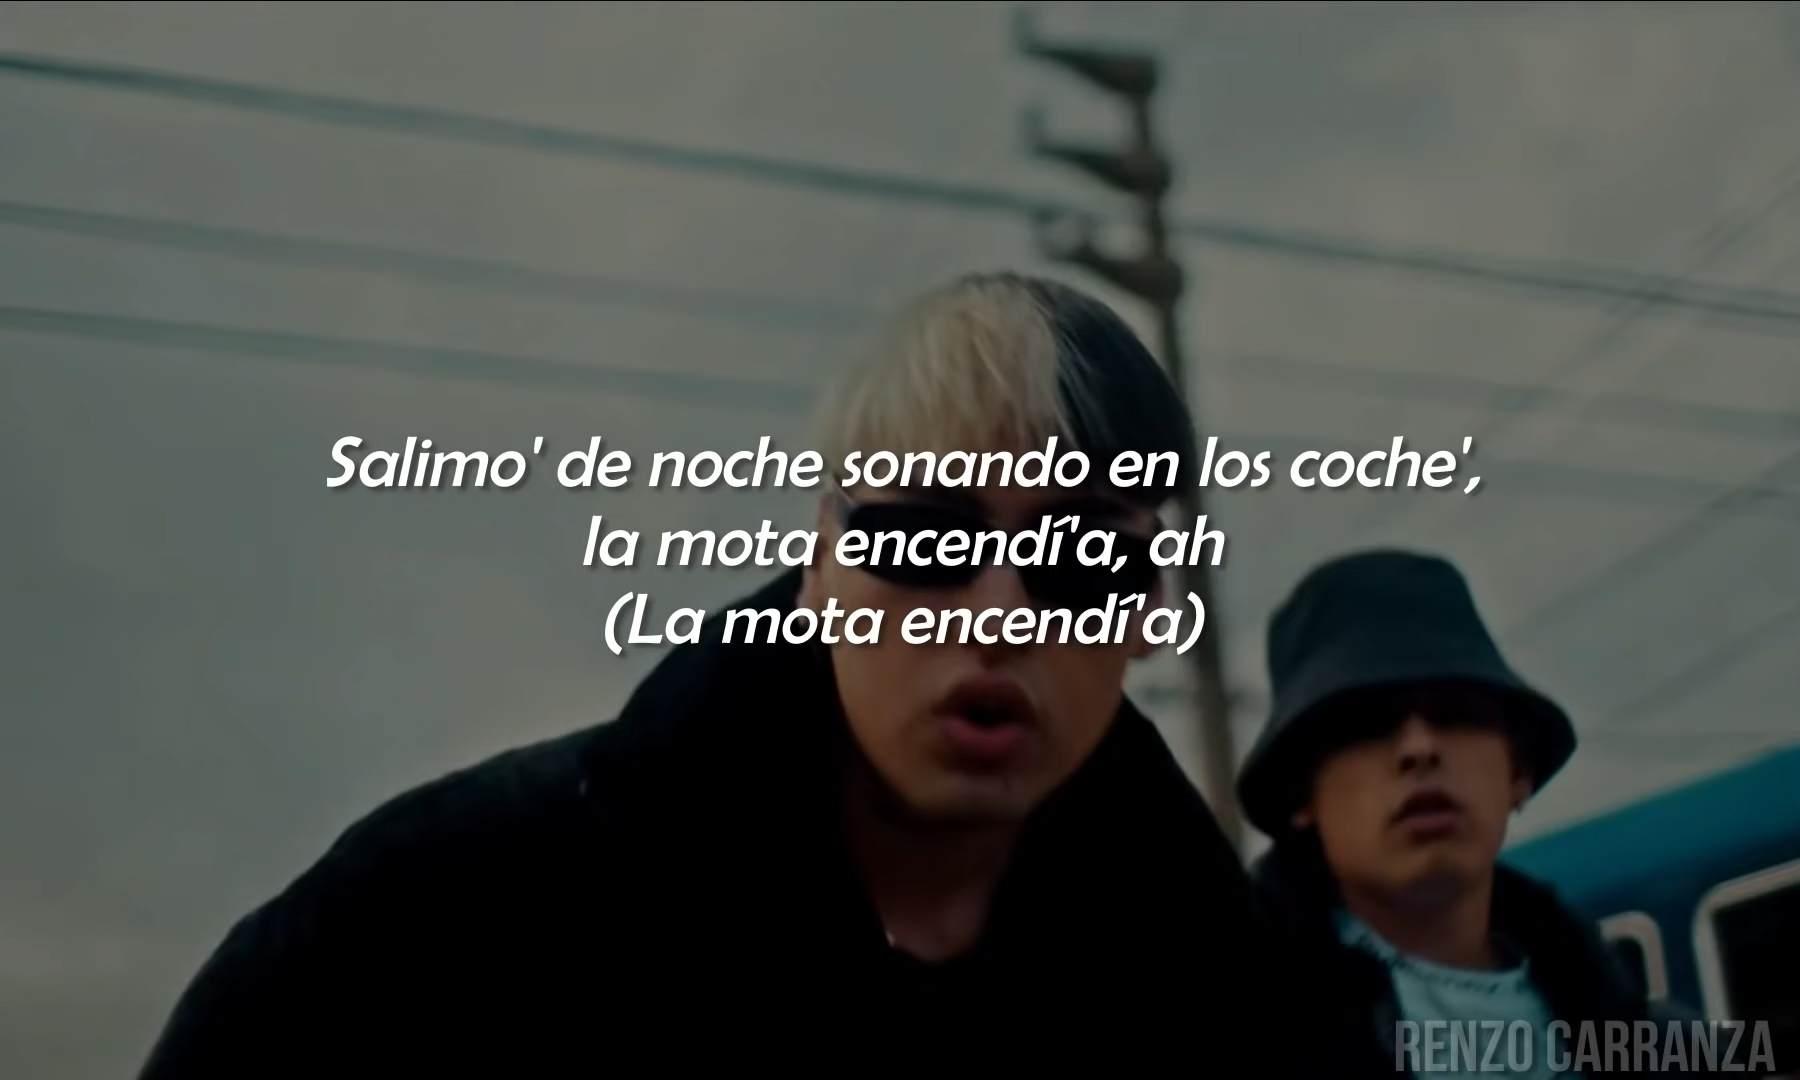 Salimo' de noche sonando en los coche',
la mota encendí'a, ah
(La mota encendí'a)
RENZO CARRANZA